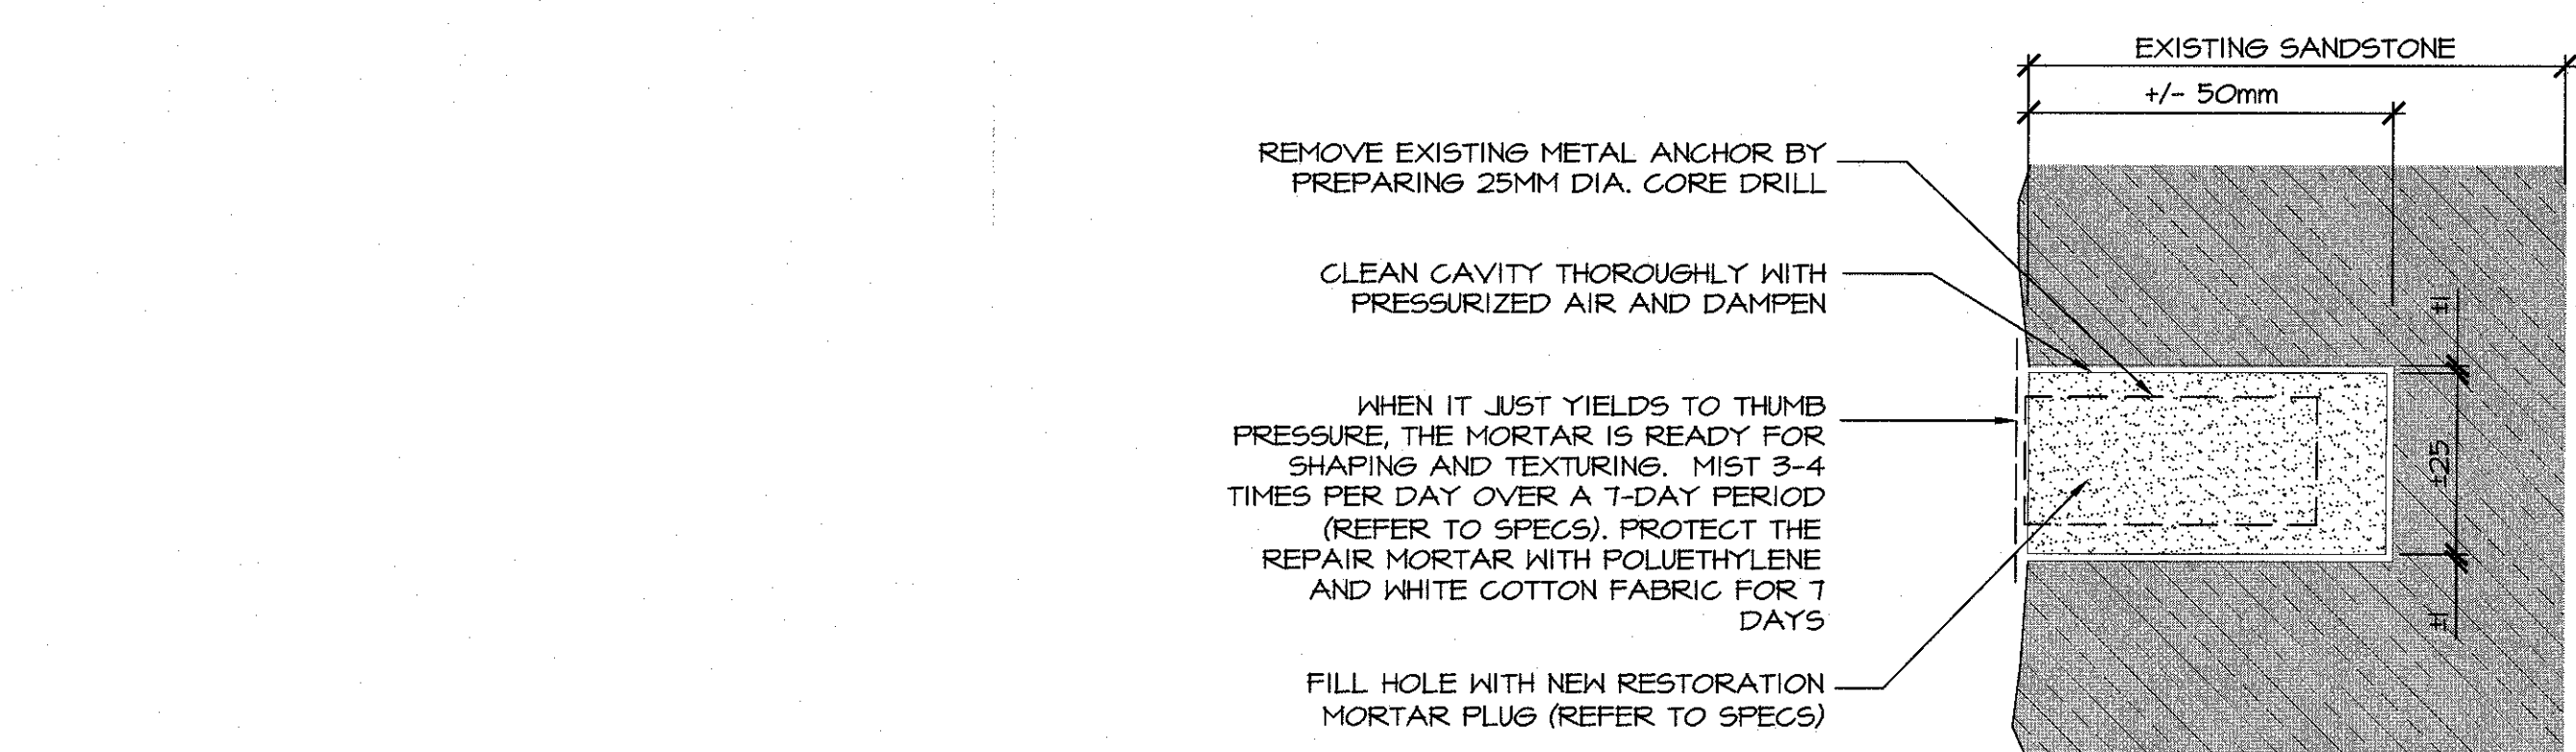 EXISTING SANDSTONE
+/- 50mm
REMOVE EXISTING METAL ANCHOR BY
PREPARING 25MM DIA. CORE DRILL
CLEAN CAVITY THOROUGHLY WITH
PRESSURIZED AIR AND DAMPEN
WHEN IT JUST YIELDS TO THUMB
PRESSURE, THE MORTAR IS READY FOR
SHAPING AND TEXTURING. MIST 3-4
TIMES PER DAY OVER A 7-DAY PERIOD
(REFER TO SPECS). PROTECT THE
REPAIR MORTAR WITH POLUETHYLENE
AND WHITE COTTON FABRIC FOR 7
DAYS
FILL HOLE WITH NEW RESTORATION
MORTAR PLUG (REFER TO SPECS)
±1
±25
±1